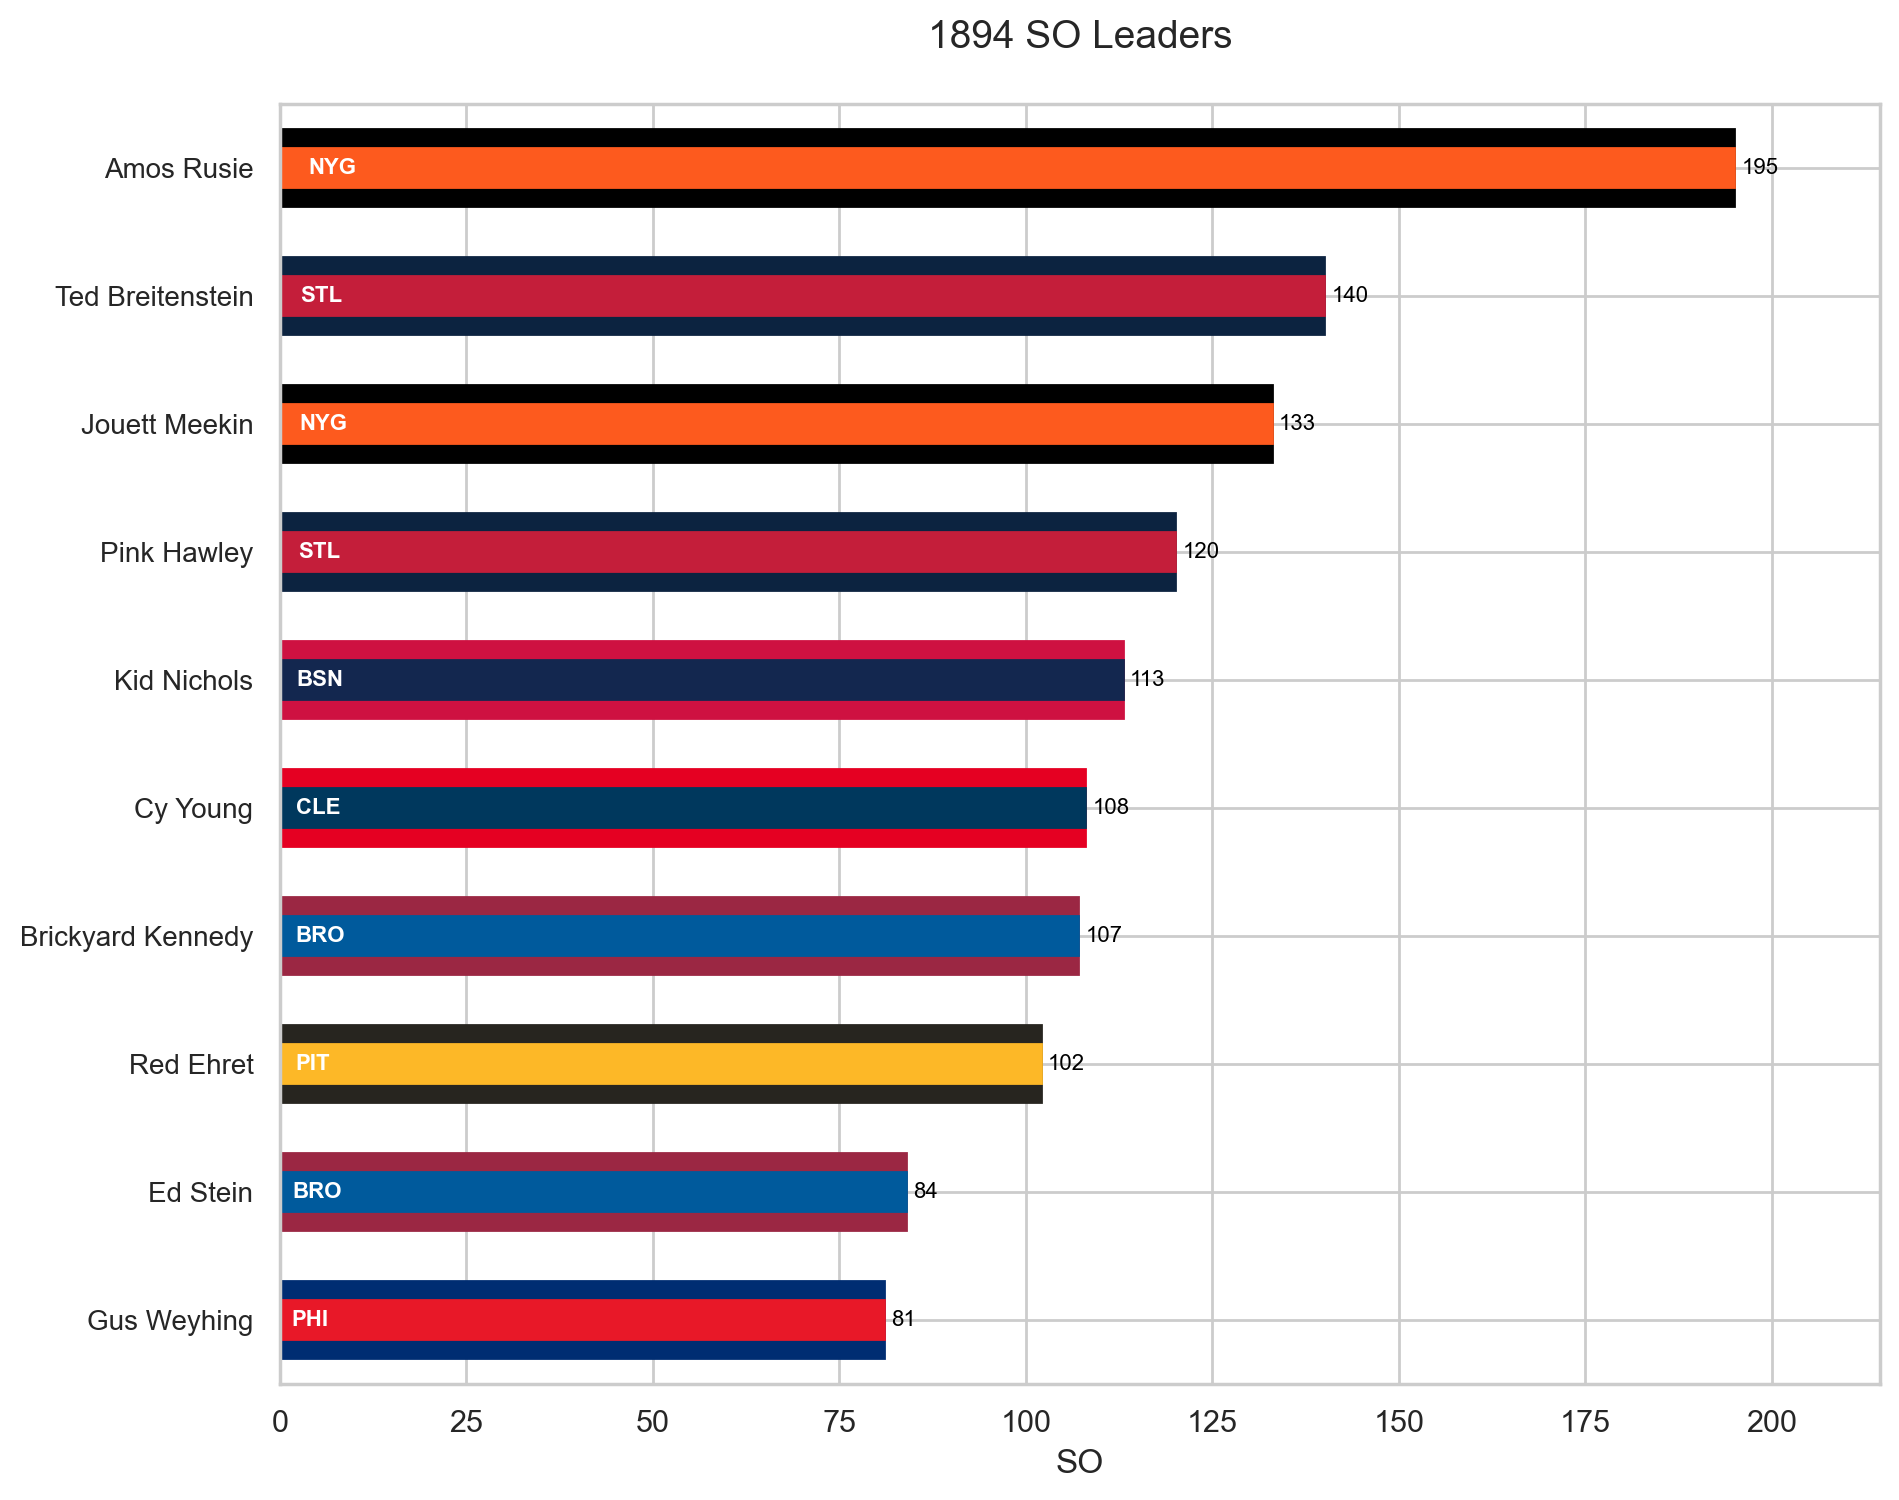 1894 SO Leaders
Amos Rusie NYG 195
Ted Breitenstein STL 140
Jouett Meekin NYG 133
Pink Hawley STL 120
Kid Nichols BSN 113
Cy Young CLE 108
Brickyard Kennedy BRO 107
Red Ehret PIT 102
Ed Stein BRO 84
Gus Weyhing PHI 81
0 25 50 75 100 125 150 175 200
SO